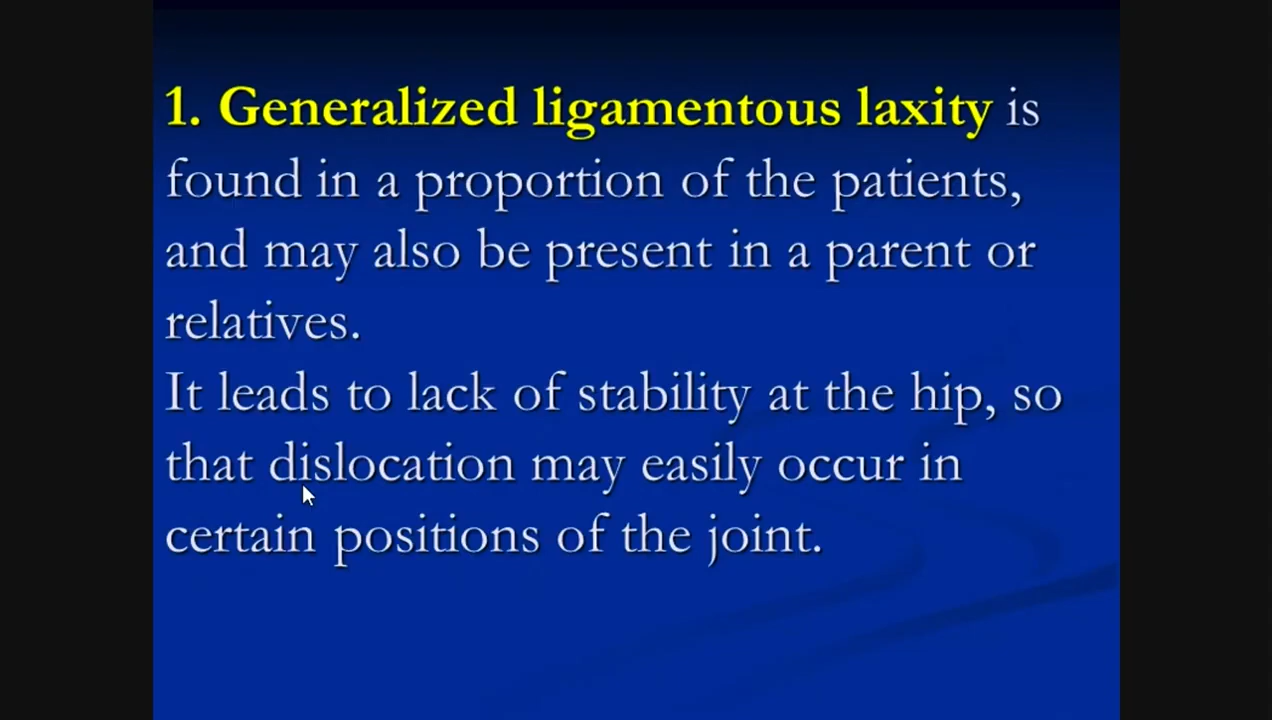 1. Generalized ligamentous laxity is
found in a proportion of the patients,
and may also be present in a parent or
relatives.
It leads to lack of stability at the hip, so
that dislocation may easily occur in
certain positions of the joint.